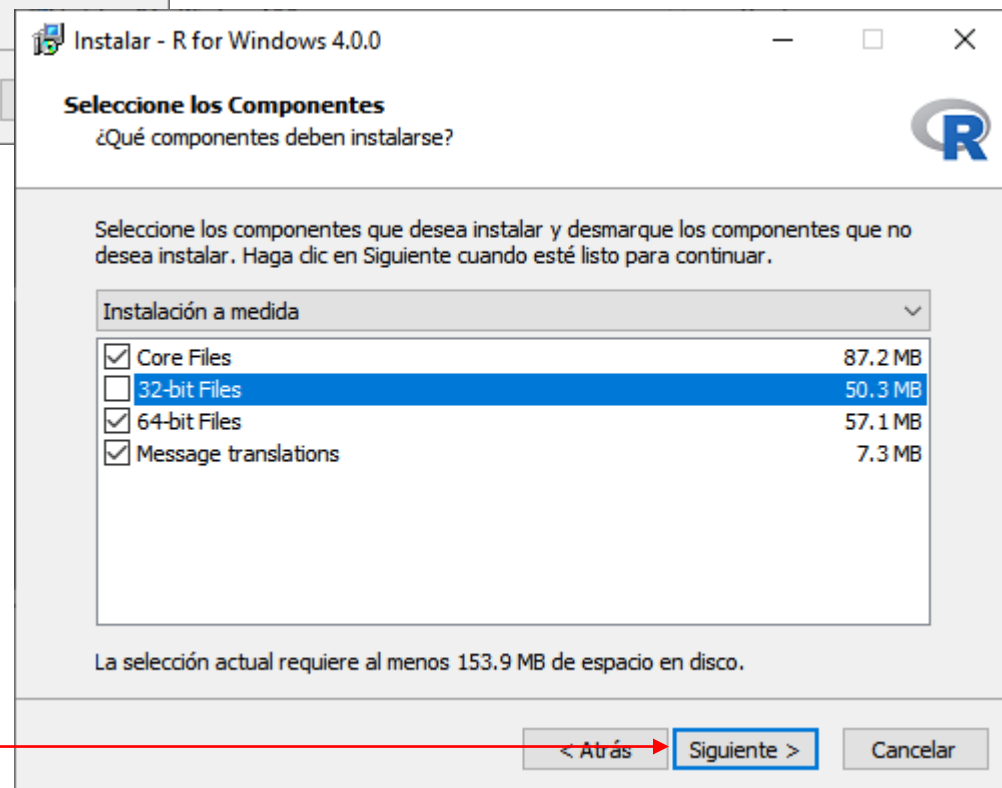 Instalar - R for Windows 4.0.0
Seleccione los Componentes
¿Qué componentes deben instalarse?
R
Seleccione los componentes que desea instalar y desmarque los componentes que no
desea instalar. Haga clic en Siguiente cuando esté listo para continuar.
Instalación a medida
Core Files 87.2 MB
32-bit Files 50.3 MB
64-bit Files 57.1 MB
Message translations 7.3 MB
La selección actual requiere al menos 153.9 MB de espacio en disco.
< Atrás Siguiente > Cancelar